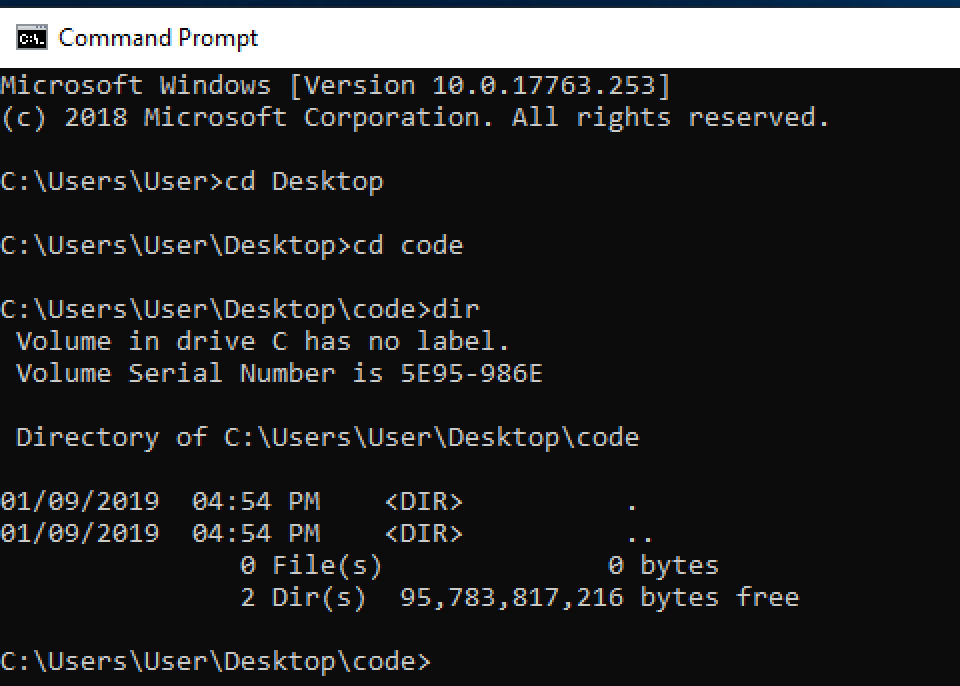 Command Prompt
Microsoft Windows [Version 10.0.17763.253]
(c) 2018 Microsoft Corporation. All rights reserved.
C:\Users\User>cd Desktop
C:\Users\User\Desktop>cd code
C:\Users\User\Desktop\code>dir
 Volume in drive C has no label.
 Volume Serial Number is 5E95-986E
 Directory of C:\Users\User\Desktop\code
01/09/2019  04:54 PM    <DIR>          .
01/09/2019  04:54 PM    <DIR>          ..
               0 File(s)              0 bytes
               2 Dir(s)  95,783,817,216 bytes free
C:\Users\User\Desktop\code>